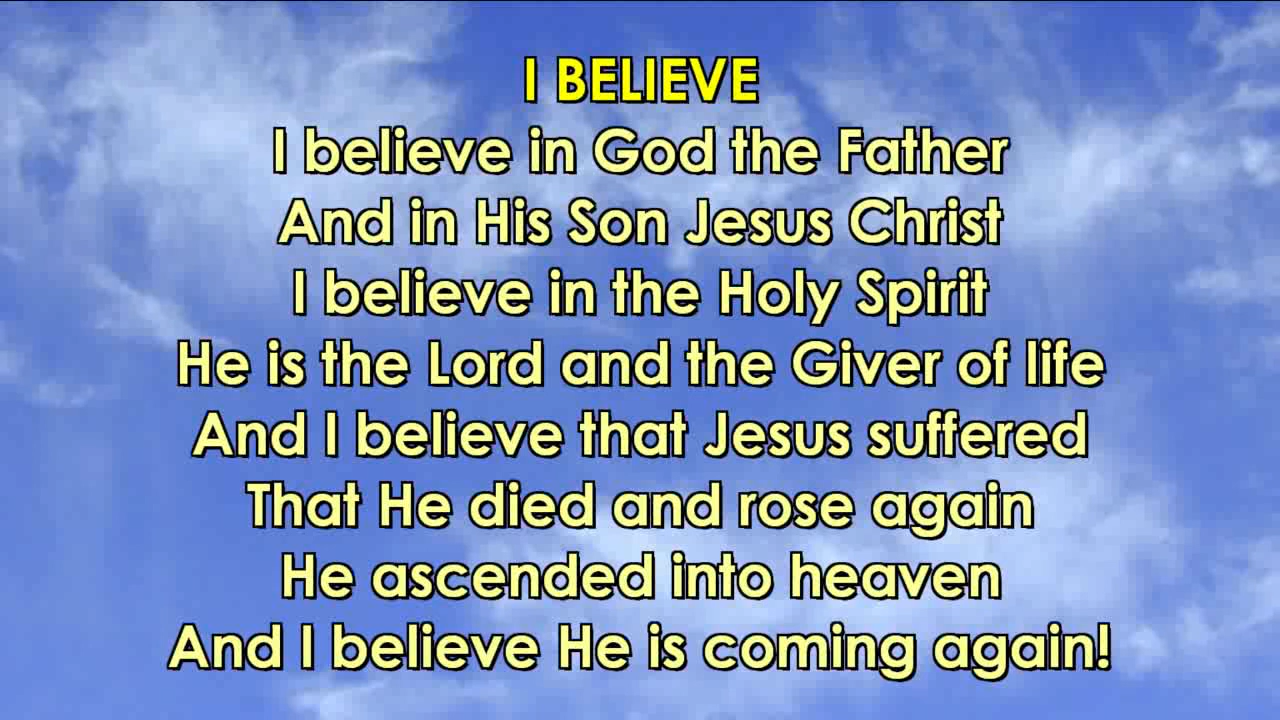 I BELIEVE
I believe in God the Father
And in His Son Jesus Christ
I believe in the Holy Spirit
He is the Lord and the Giver of life
And I believe that Jesus suffered
That He died and rose again
He ascended into heaven
And I believe He is coming again!